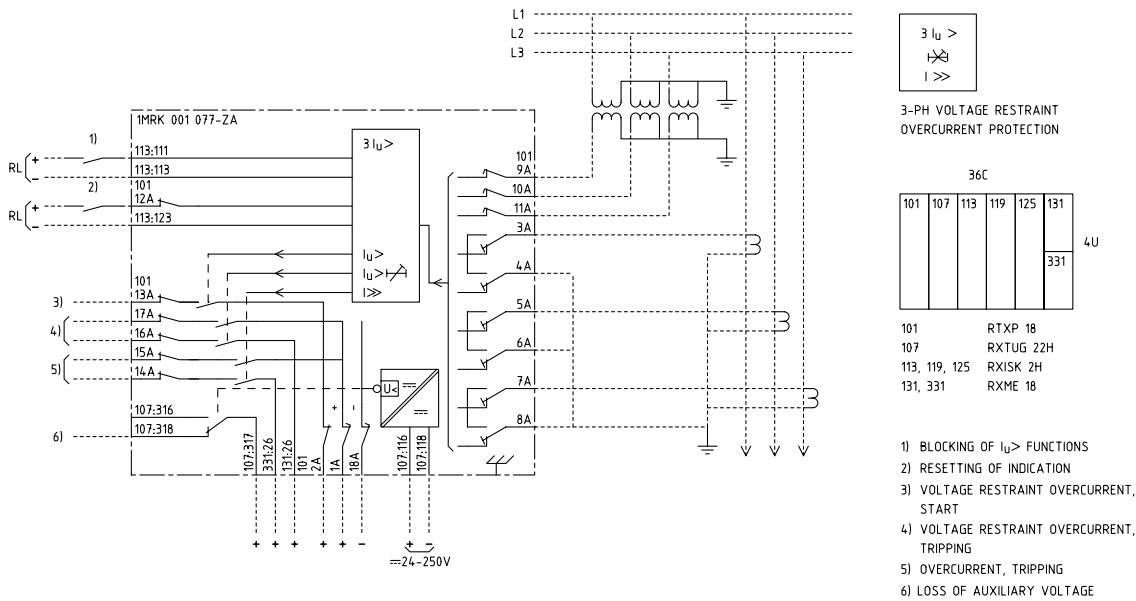 L1
L2
L3
1MRK 001 077-ZA
1)
RL + −
113:111
113:113
2)
101
RL + −
12A
113:123
3 Iu>
Iu>
Iu>
I>>
101
9A
10A
11A
3A
4A
5A
6A
7A
8A
101
3) 13A
17A
4) 16A
15A
5) 14A
107:316
6) 107:318
U<
+ -
107:317
331:26
131:26
101
2A
1A
18A
107:116
107:118
+ + + + + − + −
24-250V
3 Iu >
I >>
3-PH VOLTAGE RESTRAINT
OVERCURRENT PROTECTION
36C
101 107 113 119 125 131
331
4U
101 RTXP 18
107 RXTUG 22H
113, 119, 125 RXISK 2H
131, 331 RXME 18
1) BLOCKING OF Iu> FUNCTIONS
2) RESETTING OF INDICATION
3) VOLTAGE RESTRAINT OVERCURRENT,
START
4) VOLTAGE RESTRAINT OVERCURRENT,
TRIPPING
5) OVERCURRENT, TRIPPING
6) LOSS OF AUXILIARY VOLTAGE